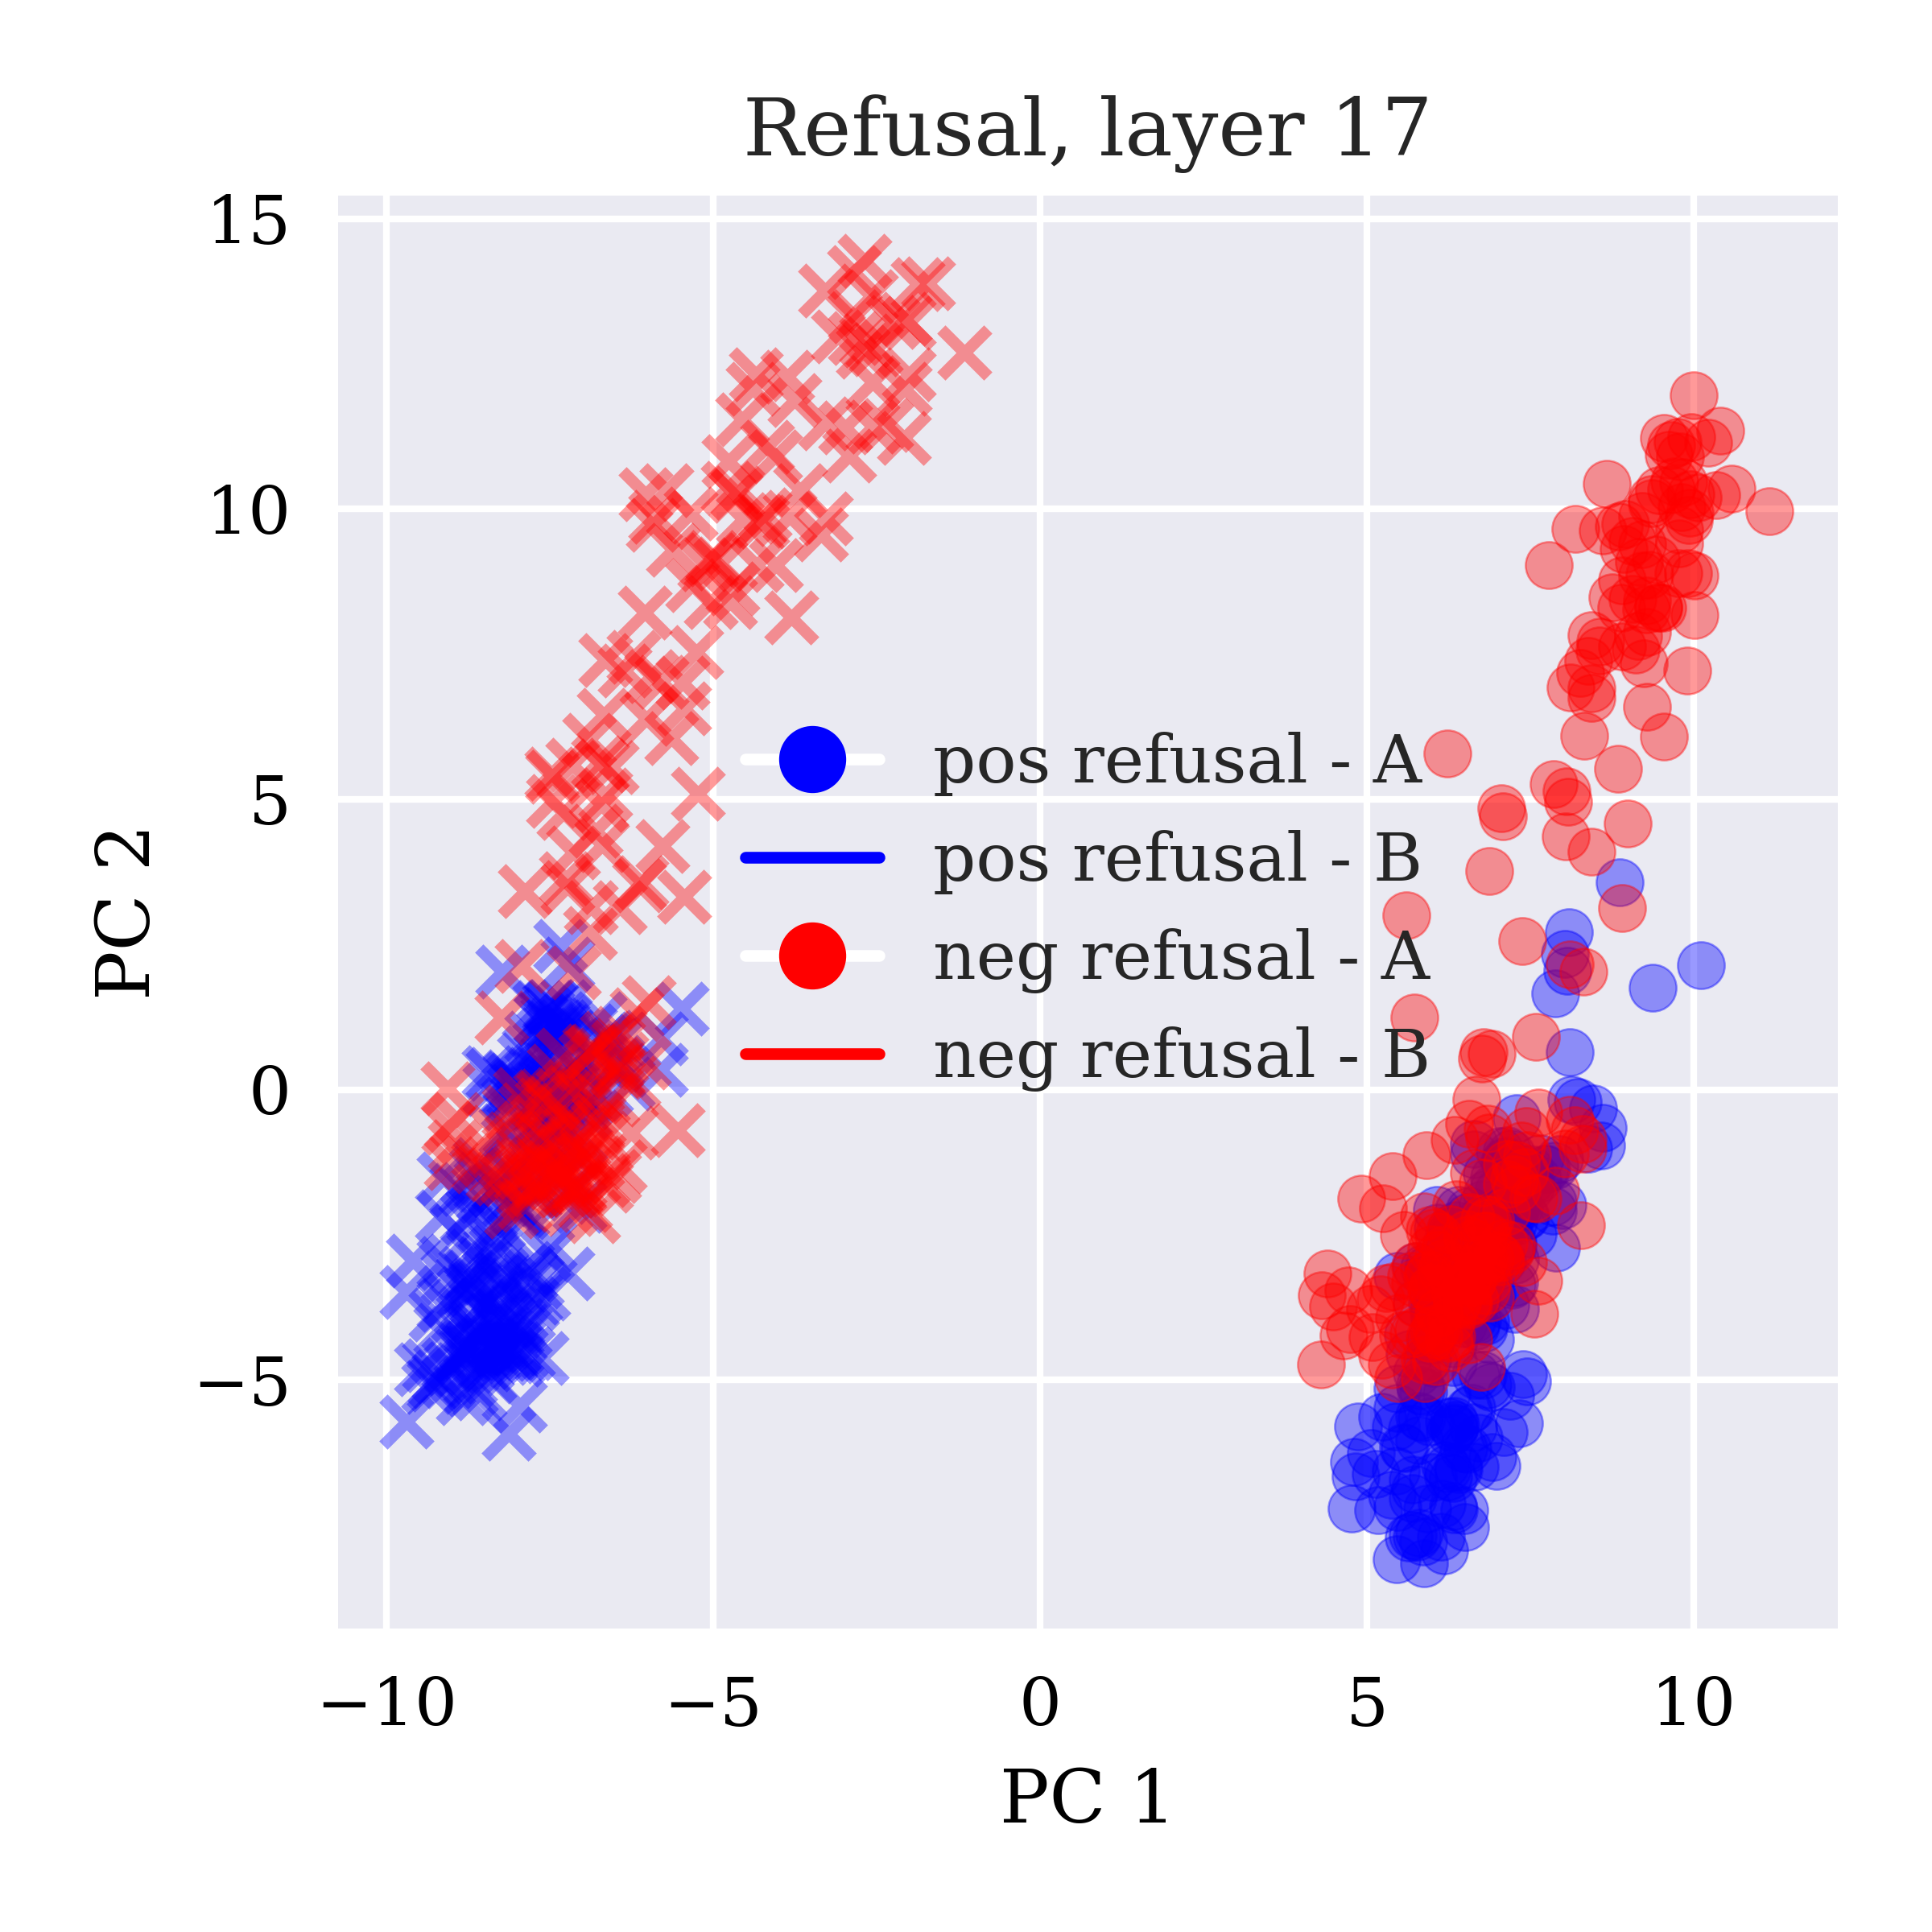 Refusal, layer 17
15
10
5
0
−5
PC 2
pos refusal - A
pos refusal - B
neg refusal - A
neg refusal - B
−10
−5
0
5
10
PC 1